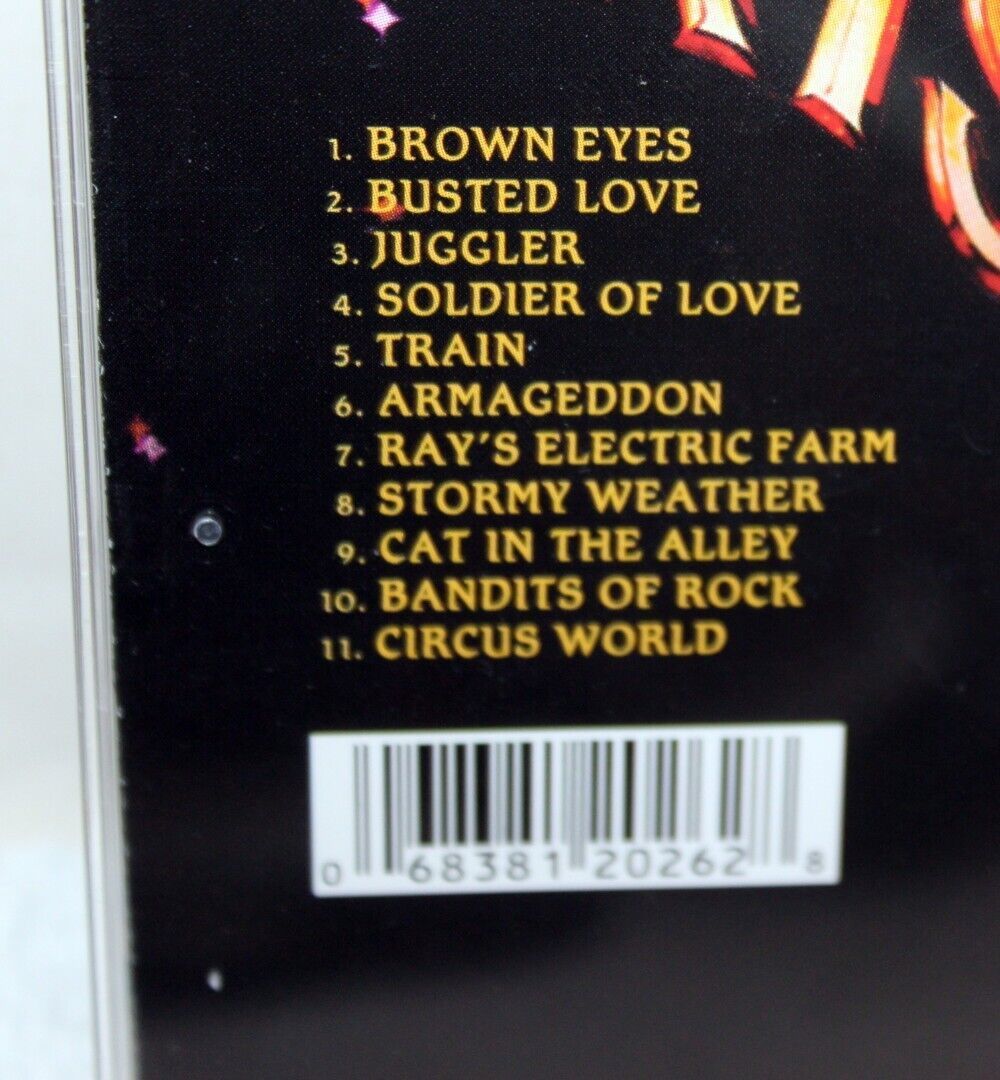 1. BROWN EYES
2. BUSTED LOVE
3. JUGGLER
4. SOLDIER OF LOVE
5. TRAIN
6. ARMAGEDDON
7. RAY'S ELECTRIC FARM
8. STORMY WEATHER
9. CAT IN THE ALLEY
10. BANDITS OF ROCK
11. CIRCUS WORLD
0 68381 20262 8